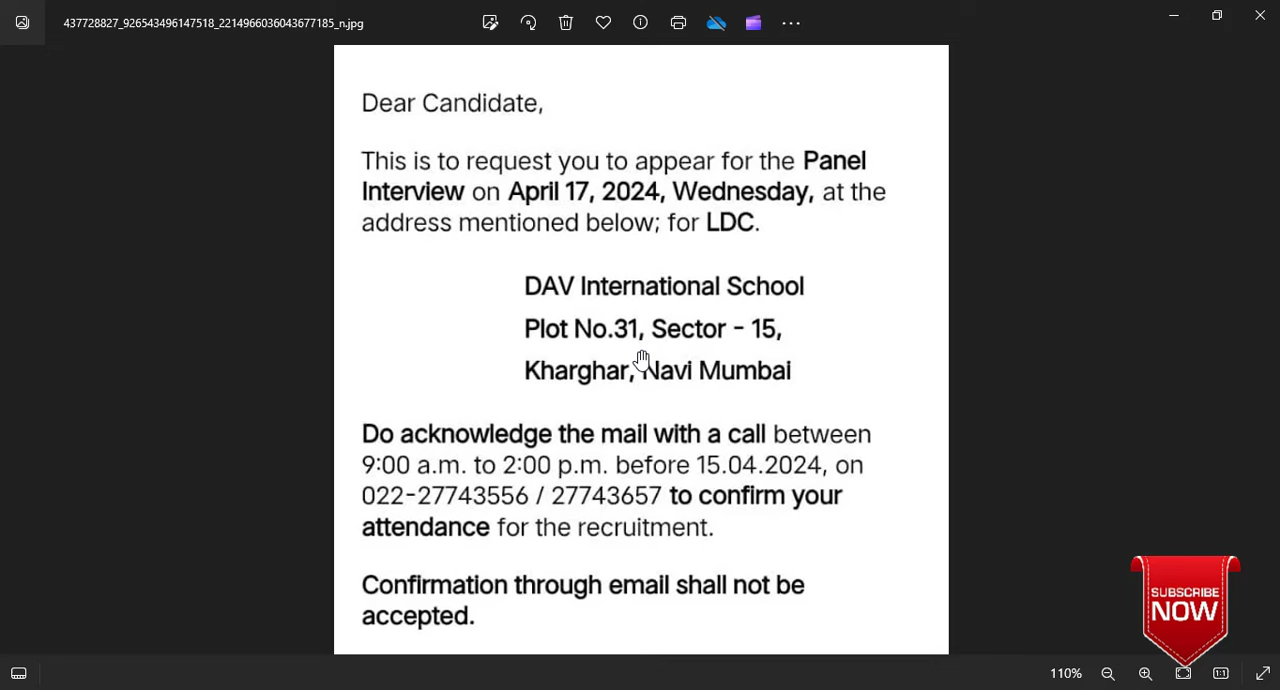 437728827_926543496147518_2214966036043677185_n.jpg
Dear Candidate,
This is to request you to appear for the Panel
Interview on April 17, 2024, Wednesday, at the
address mentioned below; for LDC.
DAV International School
Plot No.31, Sector - 15,
Kharghar, Navi Mumbai
Do acknowledge the mail with a call between
9:00 a.m. to 2:00 p.m. before 15.04.2024, on
022-27743556 / 27743657 to confirm your
attendance for the recruitment.
Confirmation through email shall not be
accepted.
SUBSCRIBE
NOW
110%
1:1